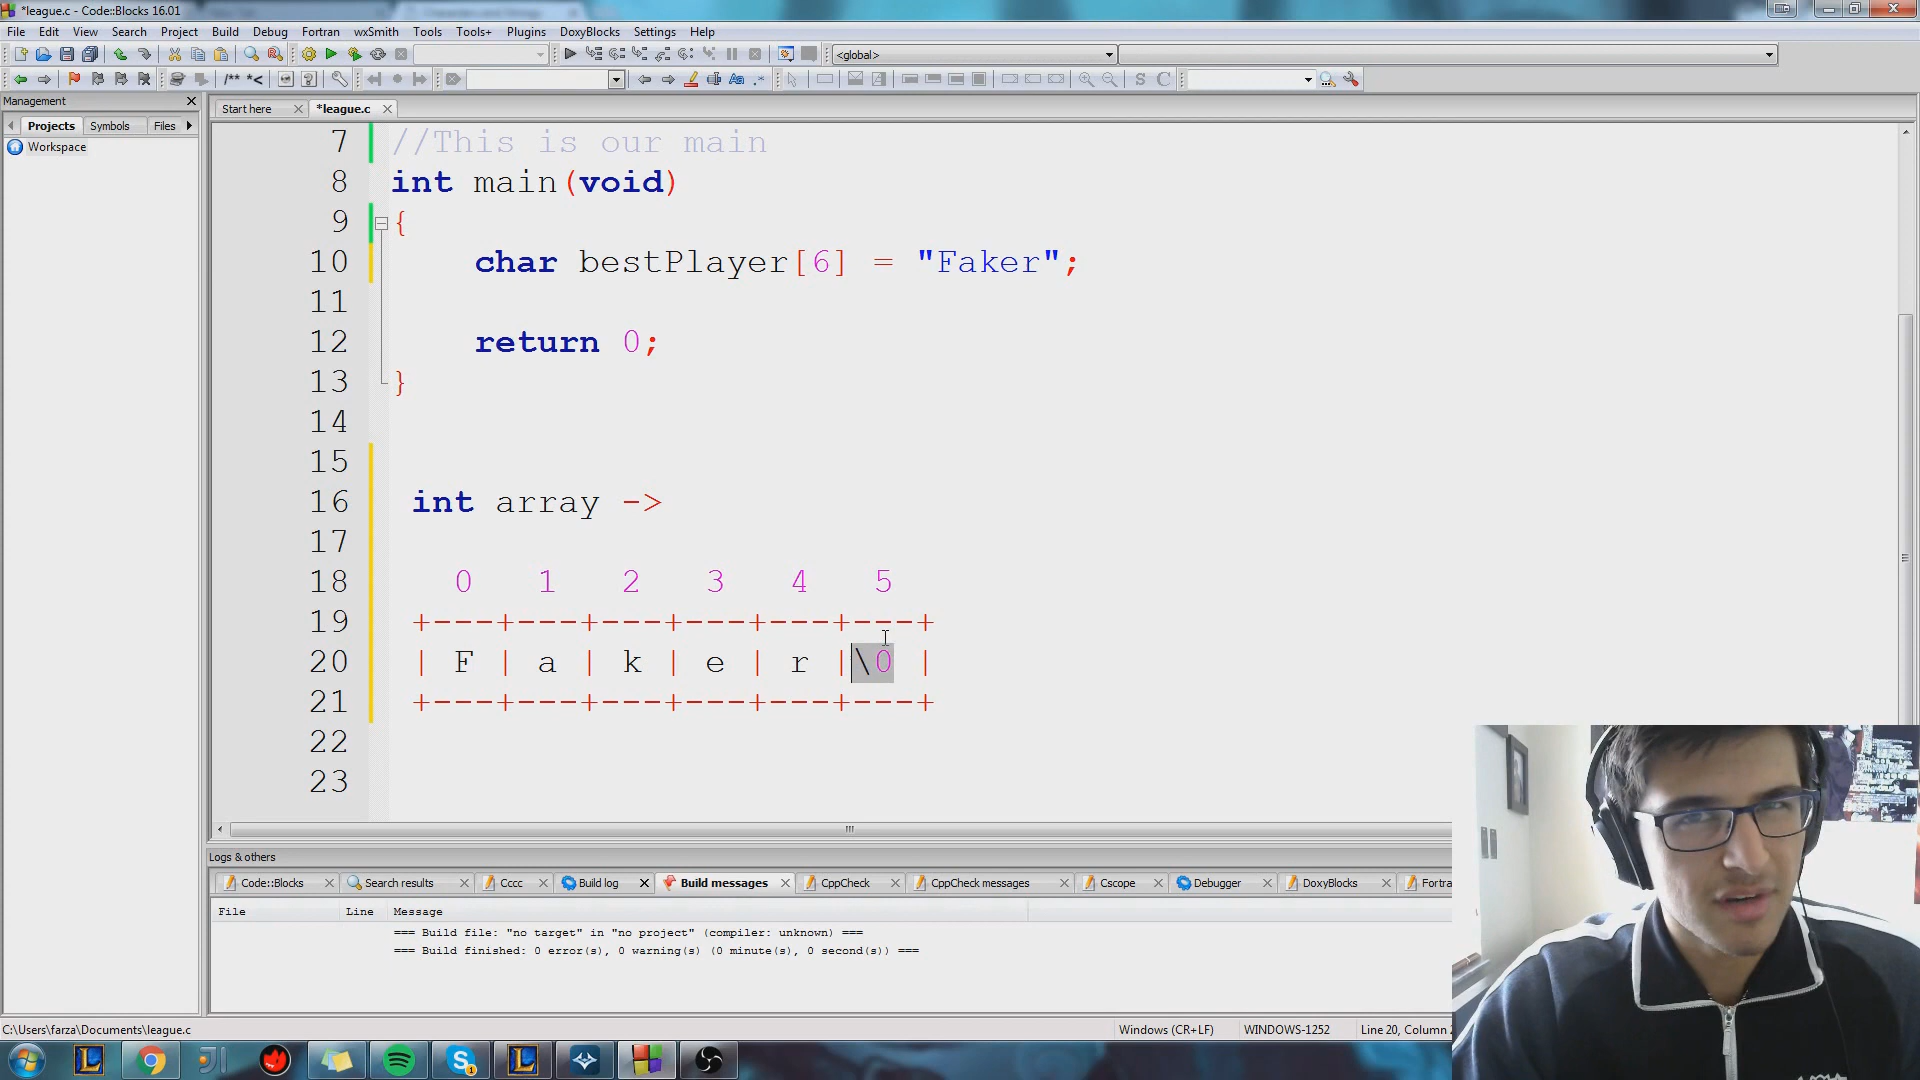 *league.c - Code::Blocks 16.01
File Edit View Search Project Build Debug Fortran wxSmith Tools Tools+ Plugins DoxyBlocks Settings Help
<global>
/** *<
Aa .*
S C
Management
Start here *league.c
Projects Symbols Files
Workspace
7 //This is our main
8 int main(void)
9 {
10 char bestPlayer[6] = "Faker";
11
12 return 0;
13 }
14
15
16 int array ->
17
18 0 1 2 3 4 5
19 +---+---+---+---+---+---+
20 | F | a | k | e | r |\0 |
21 +---+---+---+---+---+---+
22
23
Logs & others
Code::Blocks Search results Cccc Build log Build messages CppCheck CppCheck messages Cscope Debugger DoxyBlocks Fortra
File Line Message
=== Build file: "no target" in "no project" (compiler: unknown) ===
=== Build finished: 0 error(s), 0 warning(s) (0 minute(s), 0 second(s)) ===
C:\Users\farza\Documents\league.c Windows (CR+LF) WINDOWS-1252 Line 20, Column